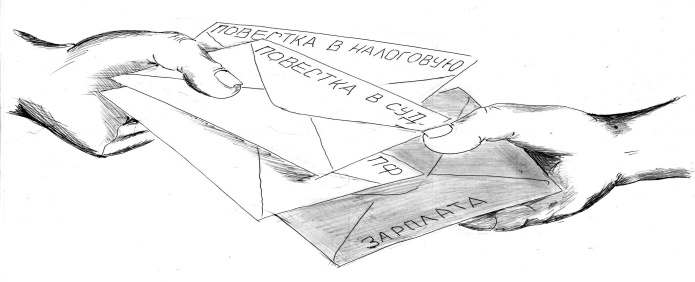 ПОВЕСТКА В НАЛОГОВУЮ
ПОВЕСТКА В СУД
ПФ
ЗАРПЛАТА